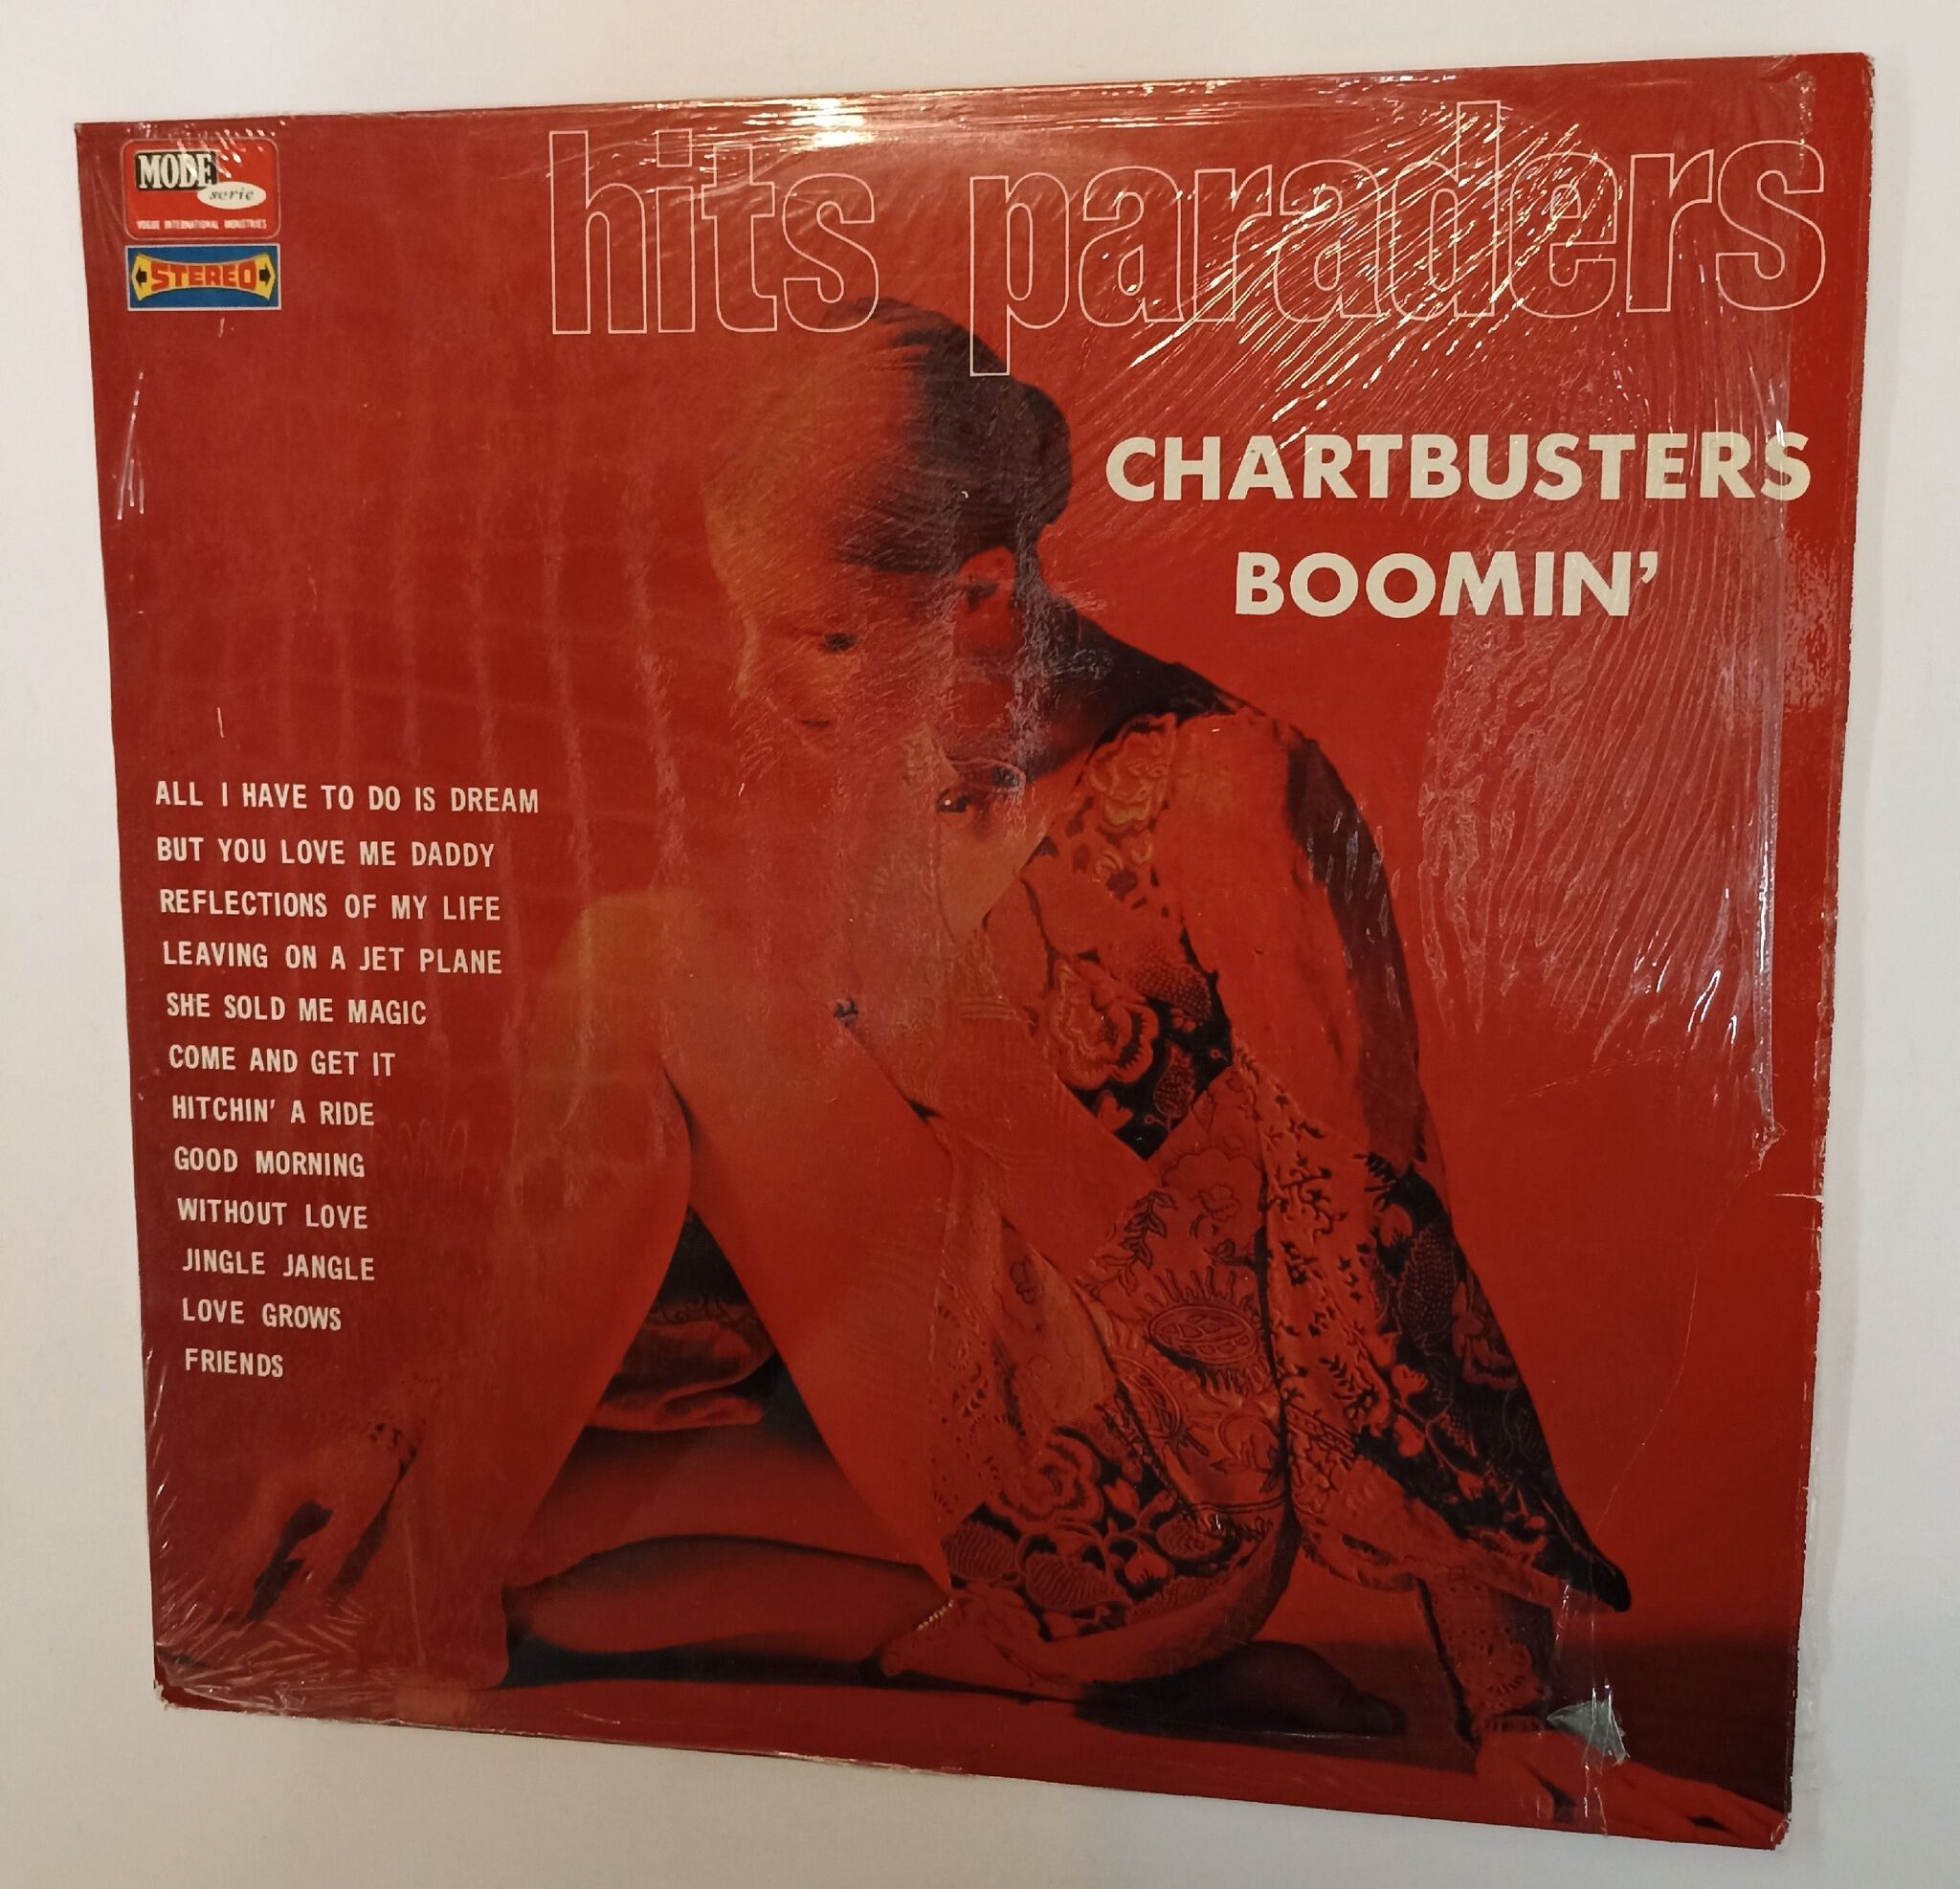 MODE
serie
VOGUE INTERNATIONAL INDUSTRIES
STEREO
hits paraders
CHARTBUSTERS
BOOMIN'
ALL I HAVE TO DO IS DREAM
BUT YOU LOVE ME DADDY
REFLECTIONS OF MY LIFE
LEAVING ON A JET PLANE
SHE SOLD ME MAGIC
COME AND GET IT
HITCHIN' A RIDE
GOOD MORNING
WITHOUT LOVE
JINGLE JANGLE
LOVE GROWS
FRIENDS